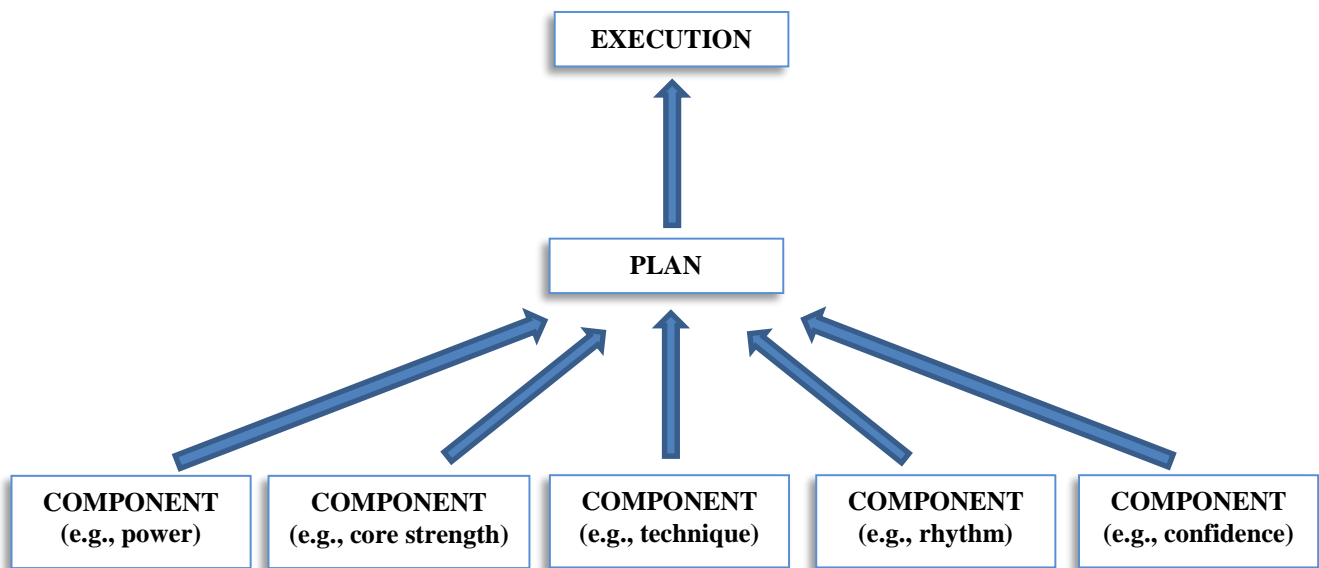 EXECUTION
PLAN
COMPONENT
(e.g., power)
COMPONENT
(e.g., core strength)
COMPONENT
(e.g., technique)
COMPONENT
(e.g., rhythm)
COMPONENT
(e.g., confidence)